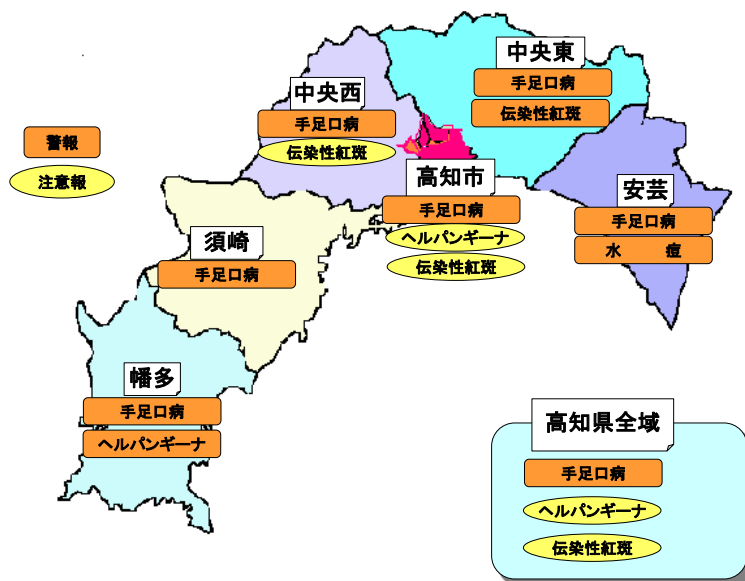 中央東
手足口病
伝染性紅斑
中央西
手足口病
伝染性紅斑
警報
注意報
高知市
手足口病
ヘルパンギーナ
伝染性紅斑
安芸
手足口病
水 痘
須崎
手足口病
幡多
手足口病
ヘルパンギーナ
高知県全域
手足口病
ヘルパンギーナ
伝染性紅斑